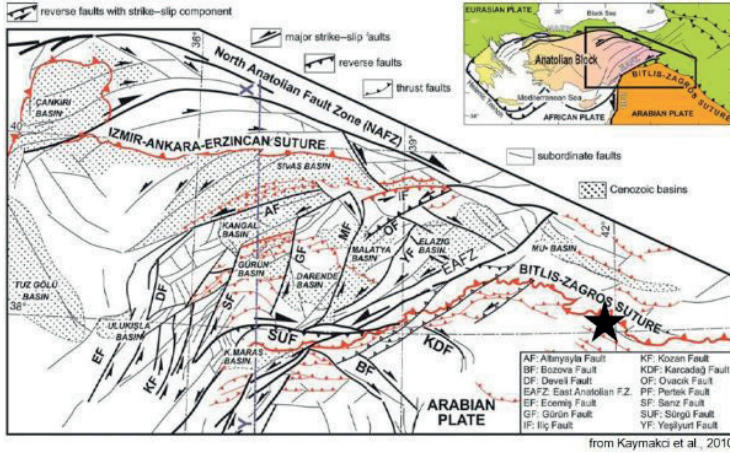 reverse faults with strike-slip component
major strike-slip faults
reverse faults
thrust faults
subordinate faults
Cenozoic basins
EURASIAN PLATE
Black Sea
40°
NAFZ
Anatolian Block
EAFZ
BITLIS-ZAGROS
SUTURE
Mediterranean Sea
Hellenic Trench
AFRICAN PLATE
ARABIAN PLATE
36°
North Anatolian Fault Zone (NAFZ)
X
ÇANKIRI
BASIN
40°
IZMIR-ANKARA-ERZINCAN SUTURE
SIVAS BASIN
39°
IF
AF
OF
KANGAL
BASIN
GF
MF
MALATYA
BASIN
ELAZIG
BASIN
YF
EAFZ
42°
MUŞ BASIN
GÜRÜN
BASIN
DARENDE
BASIN
TUZ GÖLÜ
BASIN
DF
SF
BITLIS-ZAGROS
SUTURE
38°
ULUKIŞLA
BASIN
SUF
EF
KF
K.MARAŞ
BASIN
BF
KDF
ARABIAN
PLATE
Y
AF: Altınyayla Fault
KF: Kozan Fault
BF: Bozova Fault
KDF: Karcadağ Fault
DF: Develi Fault
OF: Ovacık Fault
EAFZ: East Anatolian F.Z.
PF: Pertek Fault
EF: Ecemiş Fault
SF: Sarız Fault
GF: Gürün Fault
SUF: Sürgü Fault
IF: Iliç Fault
YF: Yeşilyurt Fault
from Kaymakci et al., 2010